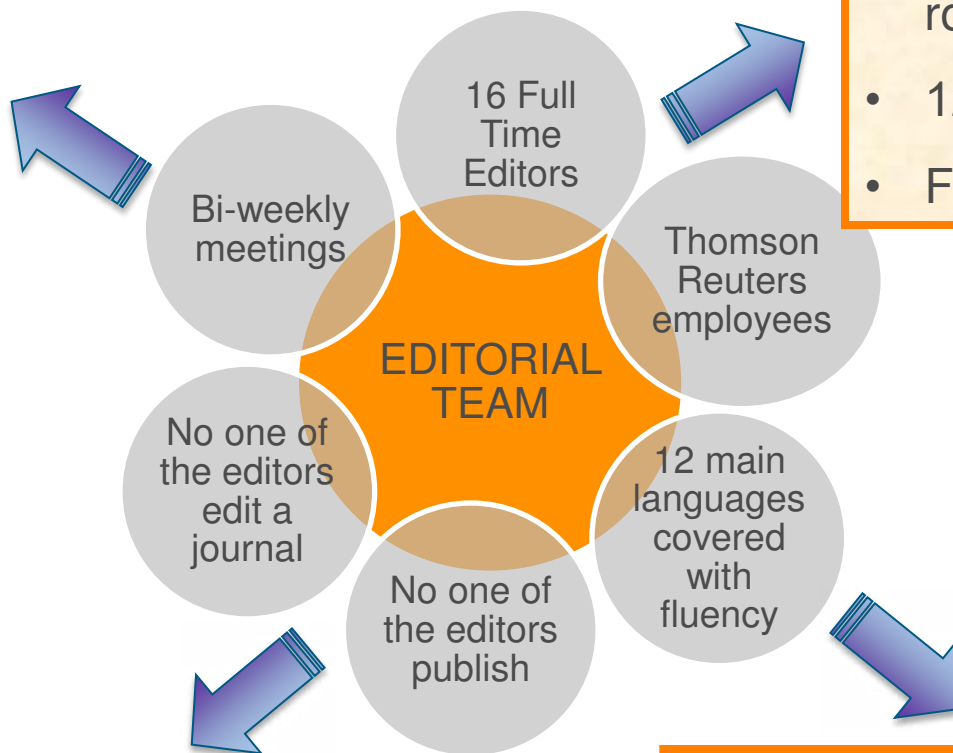 16 Full
Time
Editors
Thomson
Reuters
employees
12 main
languages
covered
with
fluency
No one of
the editors
publish
No one of
the editors
edit a
journal
Bi-weekly
meetings
EDITORIAL
TEAM